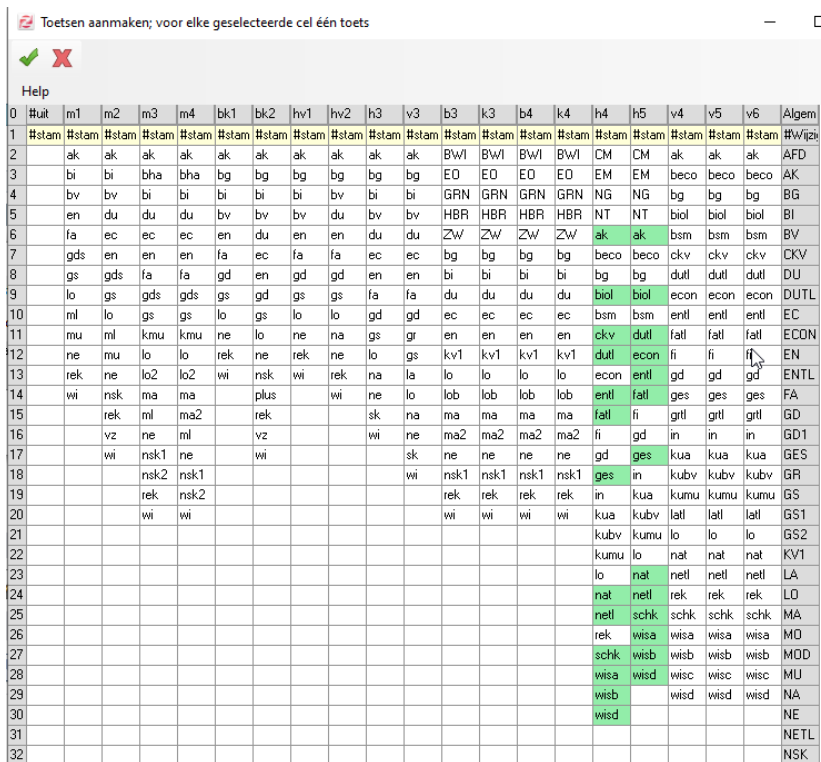 Toetsen aanmaken; voor elke geselecteerde cel één toets
Help
0 #uit m1 m2 m3 m4 bk1 bk2 hv1 hv2 h3 v3 b3 k3 b4 k4 h4 h5 v4 v5 v6 Algem
1 #stam #stam #stam #stam #stam #stam #stam #stam #stam #stam #stam #stam #stam #stam #stam #stam #stam #stam #stam #stam #Wijzi
2 ak ak ak ak ak ak ak ak ak ak BWI BWI BWI BWI CM CM ak ak ak AFD
3 bi bi bha bha bg bg bg bg bg bg EO EO EO EO EM EM beco beco beco AK
4 bv bv bi bi bi bi bi bv bi bi GRN GRN GRN GRN NG NG bg bg bg BG
5 en du du du bv bv bv du bv bv HBR HBR HBR HBR NT NT biol biol biol BI
6 fa ec ec ec en du en en du du ZW ZW ZW ZW ak ak bsm bsm bsm BV
7 gds en en en fa ec fa fa ec ec bg bg bg bg beco beco ckv ckv ckv CKV
8 gs gds fa fa gd en gd gd en en bi bi bi bi bg bg dutl dutl dutl DU
9 lo gs gds gds gs gd gs gs fa fa du du du du biol biol econ econ econ DUTL
10 ml lo gs gs lo gs lo lo gd gd ec ec ec ec bsm bsm entl entl entl EC
11 mu ml kmu kmu ne lo ne na gs gr en en en en ckv dutl fatl fatl fatl ECON
12 ne mu lo lo rek ne rek ne lo gs kv1 kv1 kv1 kv1 dutl econ fi fi fi EN
13 rek ne lo2 lo2 wi nsk wi rek na la lo lo lo lo econ entl gd gd gd ENTL
14 wi nsk ma ma plus wi ne lo lob lob lob lob entl fatl ges ges ges FA
15 rek ml ma2 rek sk na ma ma ma ma fatl fi grtl grtl grtl GD
16 vz ne ml vz wi ne ma2 ma2 ma2 ma2 fi gd in in in GD1
17 wi nsk1 ne wi sk ne ne ne ne gd ges kua kua kua GES
18 nsk2 nsk1 wi nsk1 nsk1 nsk1 nsk1 ges in kubv kubv kubv GR
19 rek nsk2 rek rek rek rek in kua kumu kumu kumu GS
20 wi wi wi wi wi wi kua kubv latl latl latl GS1
21 kubv kumu lo lo lo GS2
22 kumu lo nat nat nat KV1
23 lo nat netl netl netl LA
24 nat netl rek rek rek LO
25 netl schk schk schk schk MA
26 rek wisa wisa wisa wisa MO
27 schk wisb wisb wisb wisb MOD
28 wisa wisd wisc wisc wisc MU
29 wisb wisd wisd wisd NA
30 wisd NE
31 NETL
32 NSK